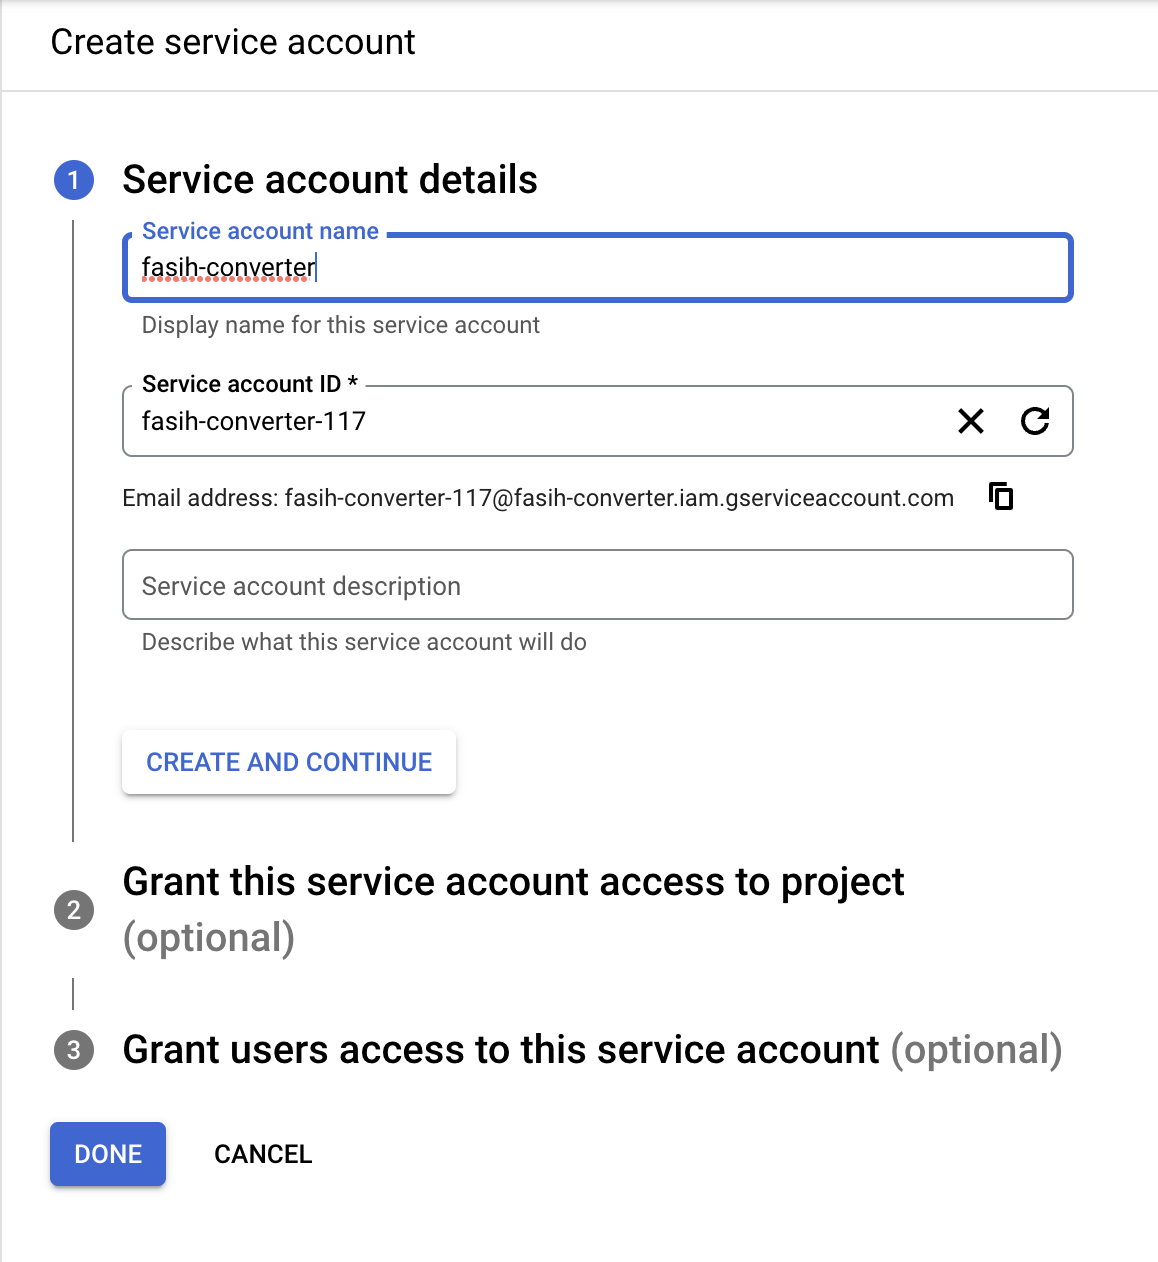 Create service account
1 Service account details
Service account name
fasih-converter
Display name for this service account
Service account ID *
fasih-converter-117
Email address: fasih-converter-117@fasih-converter.iam.gserviceaccount.com
Service account description
Describe what this service account will do
CREATE AND CONTINUE
2 Grant this service account access to project
(optional)
3 Grant users access to this service account (optional)
DONE CANCEL